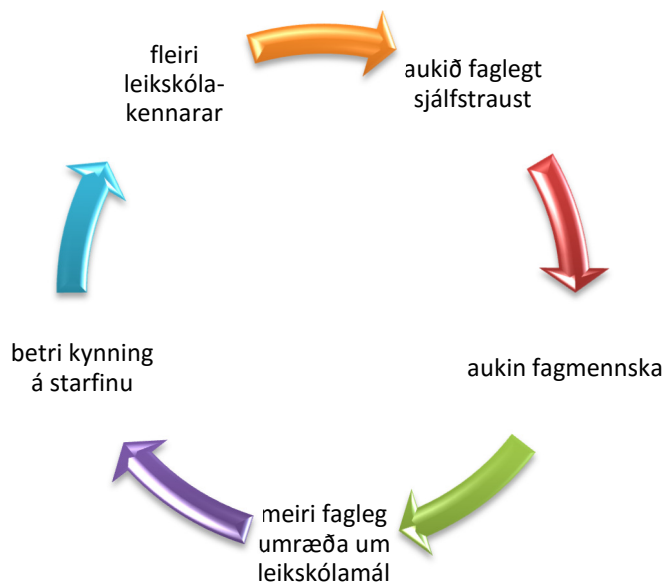 fleiri
leikskóla-
kennarar
aukið faglegt
sjálfstraust
aukin fagmennska
meiri fagleg
umræða um
leikskólamál
betri kynning
á starfinu